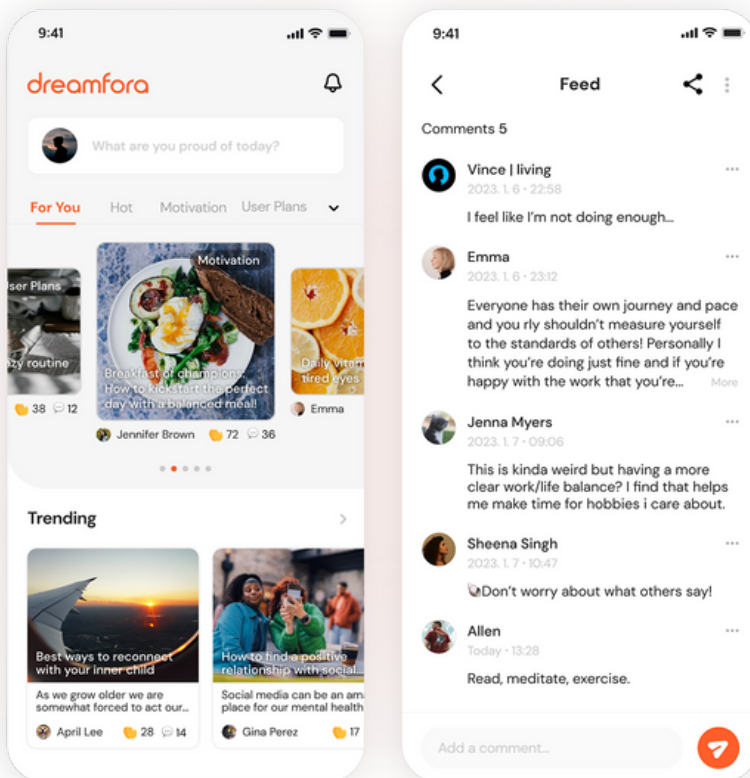 9:41
dreamfora
What are you proud of today?
For You
Hot
Motivation
User Plans
User Plans
zy routine
38
12
Motivation
Breakfast of champions:
How to kickstart the perfect
day with a balanced meal!
Jennifer Brown
72
36
Daily vitam
tired eyes
Emma
Trending
Best ways to reconnect
with your inner child
As we grow older we are
somewhat forced to act our...
April Lee
28
14
How to find a positive
relationship with social...
Social media can be an am
place for our mental health
Gina Perez
17
9:41
Feed
Comments 5
Vince | living
2023. 1. 6 • 22:58
I feel like I'm not doing enough...
Emma
2023. 1. 6 • 23:12
Everyone has their own journey and pace
and you rly shouldn't measure yourself
to the standards of others! Personally I
think you're doing just fine and if you're
happy with the work that you're... More
Jenna Myers
2023. 1. 7 • 09:06
This is kinda weird but having a more
clear work/life balance? I find that helps
me make time for hobbies i care about.
Sheena Singh
2023. 1. 7 • 10:47
Don't worry about what others say!
Allen
Today • 13:28
Read, meditate, exercise.
Add a comment...